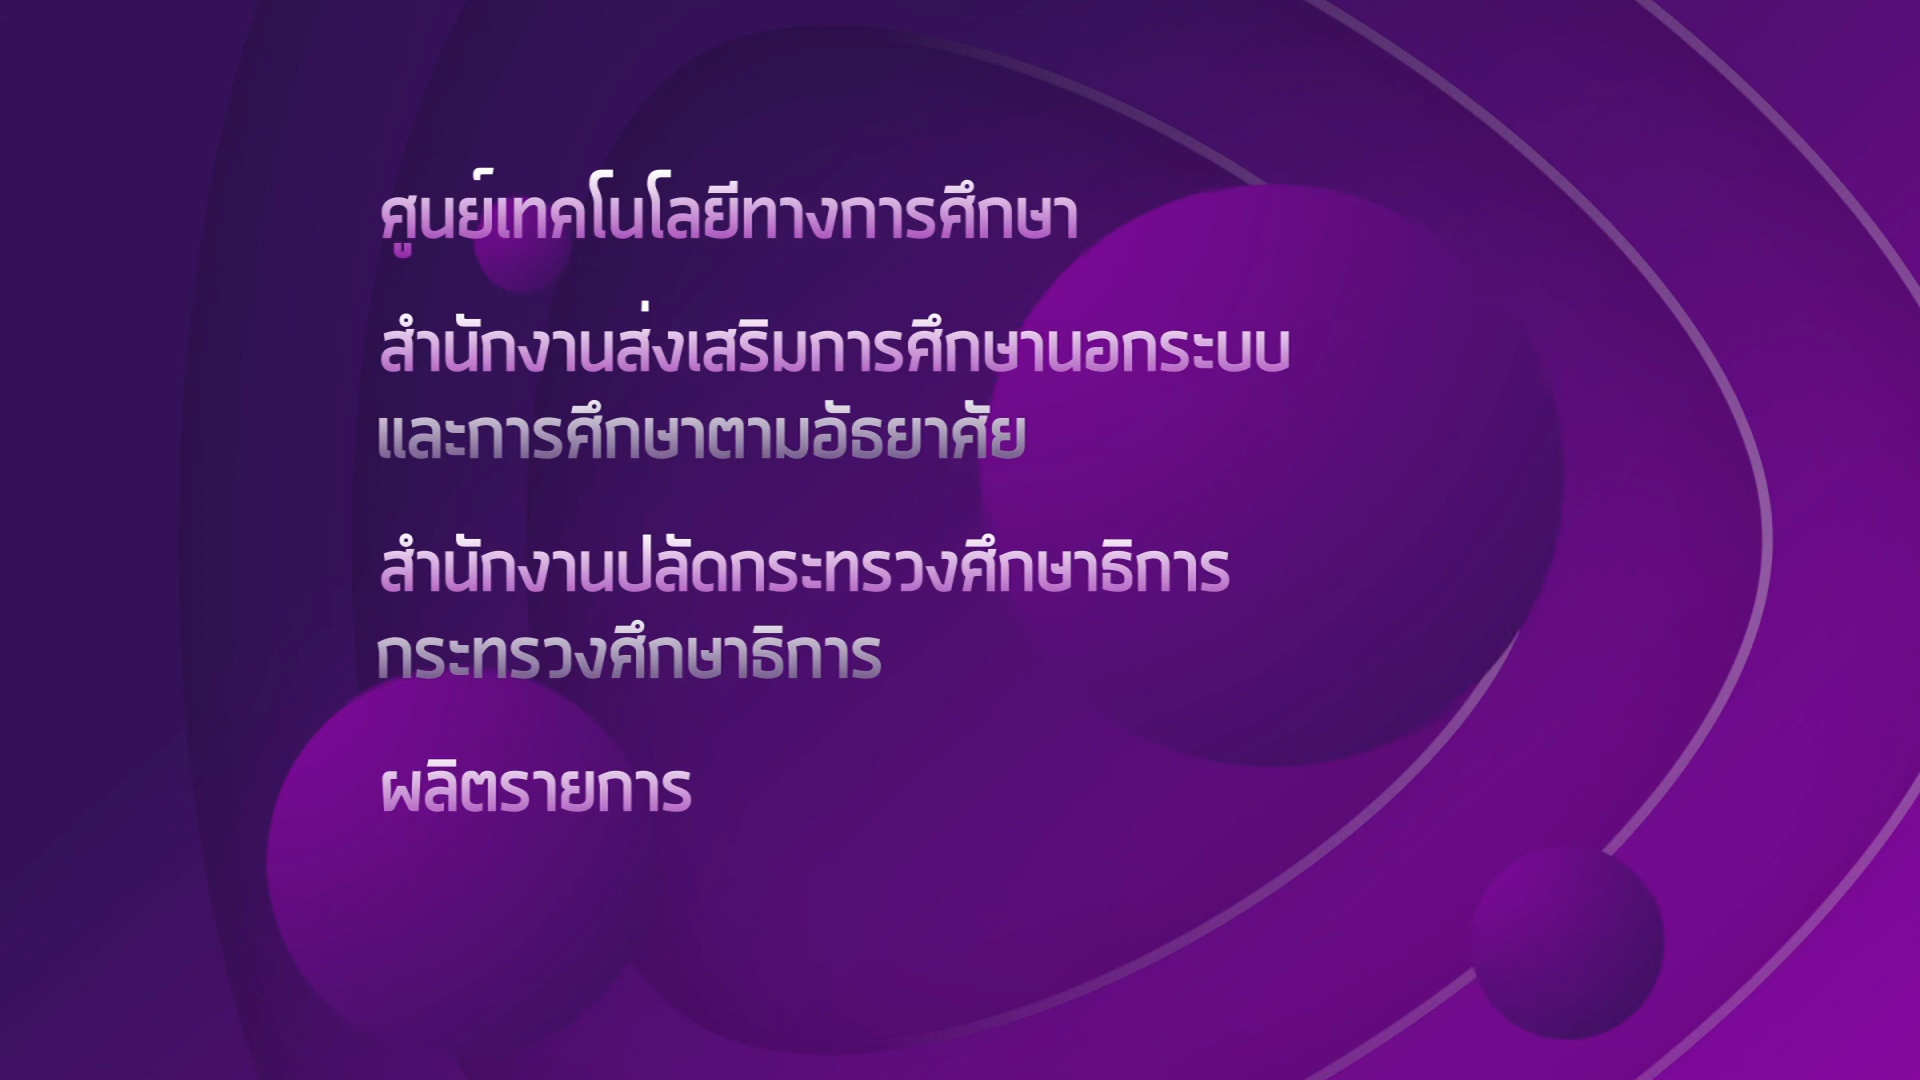 ศูนย์เทคโนโลยีทางการศึกษา
สำนักงานส่งเสริมการศึกษานอกระบบ
และการศึกษาตามอัธยาศัย
สำนักงานปลัดกระทรวงศึกษาธิการ
กระทรวงศึกษาธิการ
ผลิตรายการ